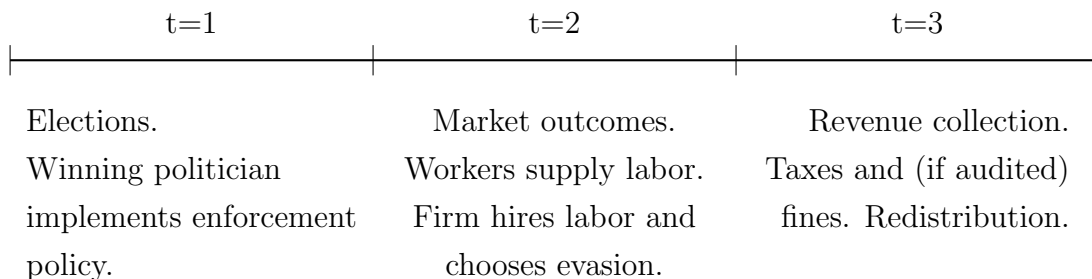 t=1
t=2
t=3
Elections.
Winning politician
implements enforcement
policy.
Market outcomes.
Workers supply labor.
Firm hires labor and
chooses evasion.
Revenue collection.
Taxes and (if audited)
fines. Redistribution.